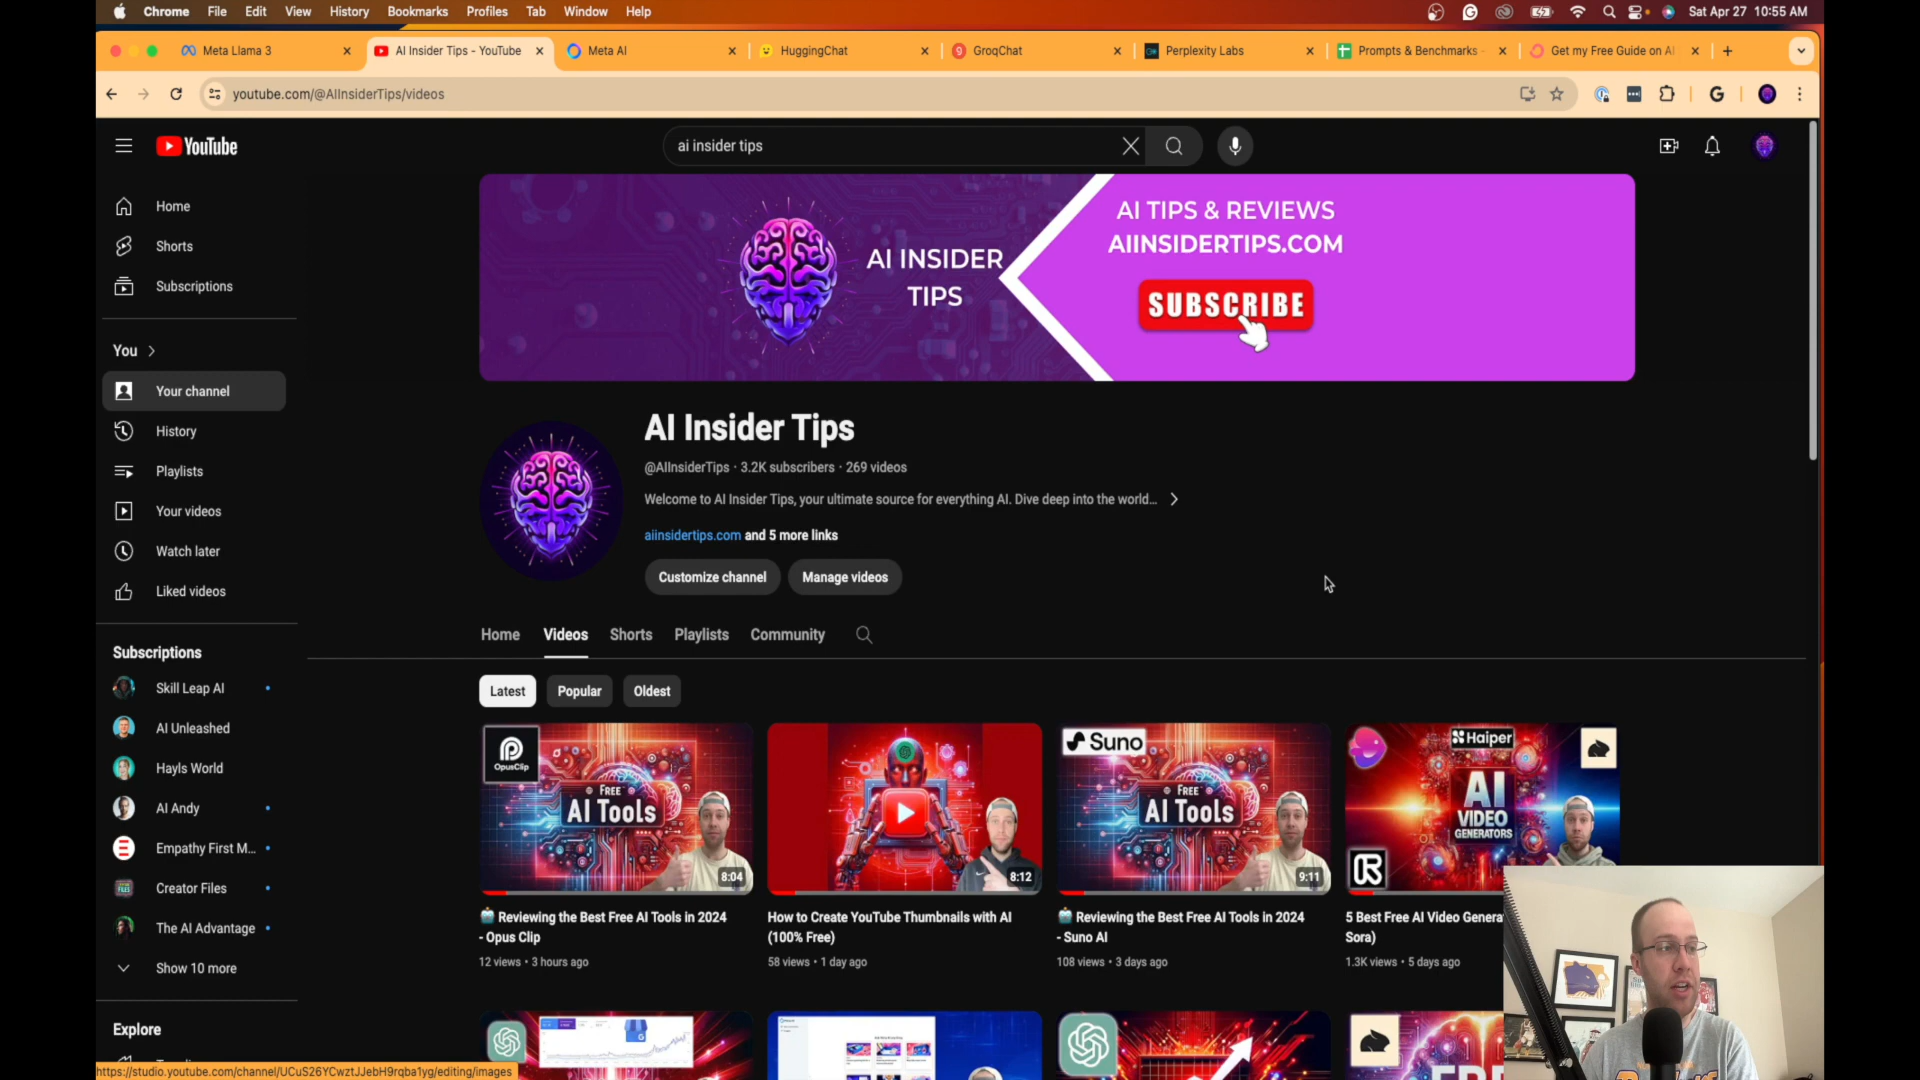 Chrome File Edit View History Bookmarks Profiles Tab Window Help
Sat Apr 27 10:55 AM
Meta Llama 3
AI Insider Tips - YouTube
Meta AI
HuggingChat
GroqChat
Perplexity Labs
Prompts & Benchmarks -
Get my Free Guide on AI
youtube.com/@AIInsiderTips/videos
YouTube
ai insider tips
Home
Shorts
Subscriptions
You
Your channel
History
Playlists
Your videos
Watch later
Liked videos
Subscriptions
Skill Leap AI
AI Unleashed
Hayls World
AI Andy
Empathy First M...
Creator Files
The AI Advantage
Show 10 more
Explore
AI INSIDER
TIPS
AI TIPS & REVIEWS
AIINSIDERTIPS.COM
SUBSCRIBE
AI Insider Tips
@AIInsiderTips · 3.2K subscribers · 269 videos
Welcome to AI Insider Tips, your ultimate source for everything AI. Dive deep into the world...
aiinsidertips.com and 5 more links
Customize channel
Manage videos
Home Videos Shorts Playlists Community
Latest Popular Oldest
OpusClip
FREE
AI Tools
8:04
Reviewing the Best Free AI Tools in 2024
- Opus Clip
12 views · 3 hours ago
8:12
How to Create YouTube Thumbnails with AI
(100% Free)
58 views · 1 day ago
Suno
FREE
AI Tools
9:11
Reviewing the Best Free AI Tools in 2024
- Suno AI
108 views · 3 days ago
Haiper
AI
VIDEO
GENERATORS
5 Best Free AI Video Genera
Sora)
1.3K views · 5 days ago
https://studio.youtube.com/channel/UCuS26YCwztJJebH9rqba1yg/editing/images